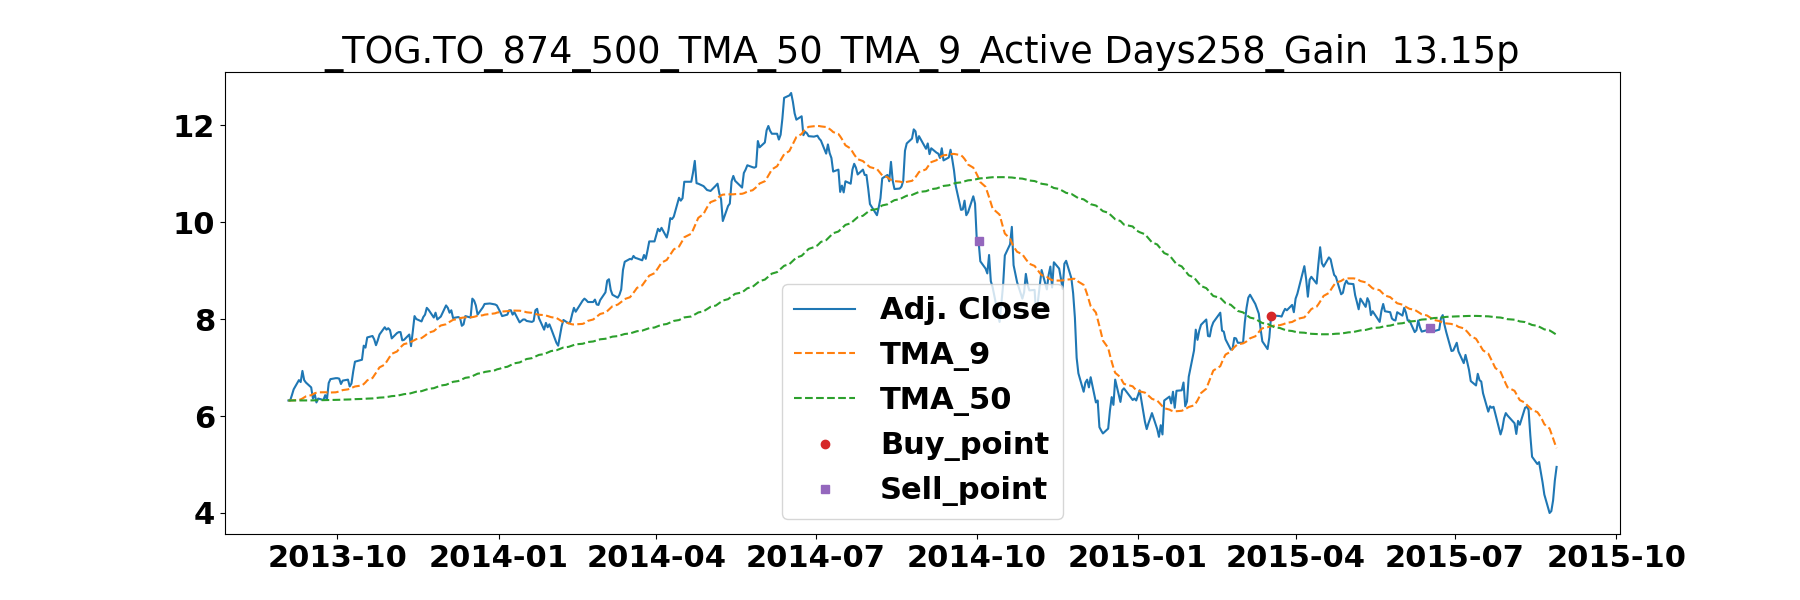 _TOG.TO_874_500_TMA_50_TMA_9_Active Days258_Gain  13.15p
12
10
8
6
4
Adj. Close
TMA_9
TMA_50
Buy_point
Sell_point
2013-10 2014-01 2014-04 2014-07 2014-10 2015-01 2015-04 2015-07 2015-10